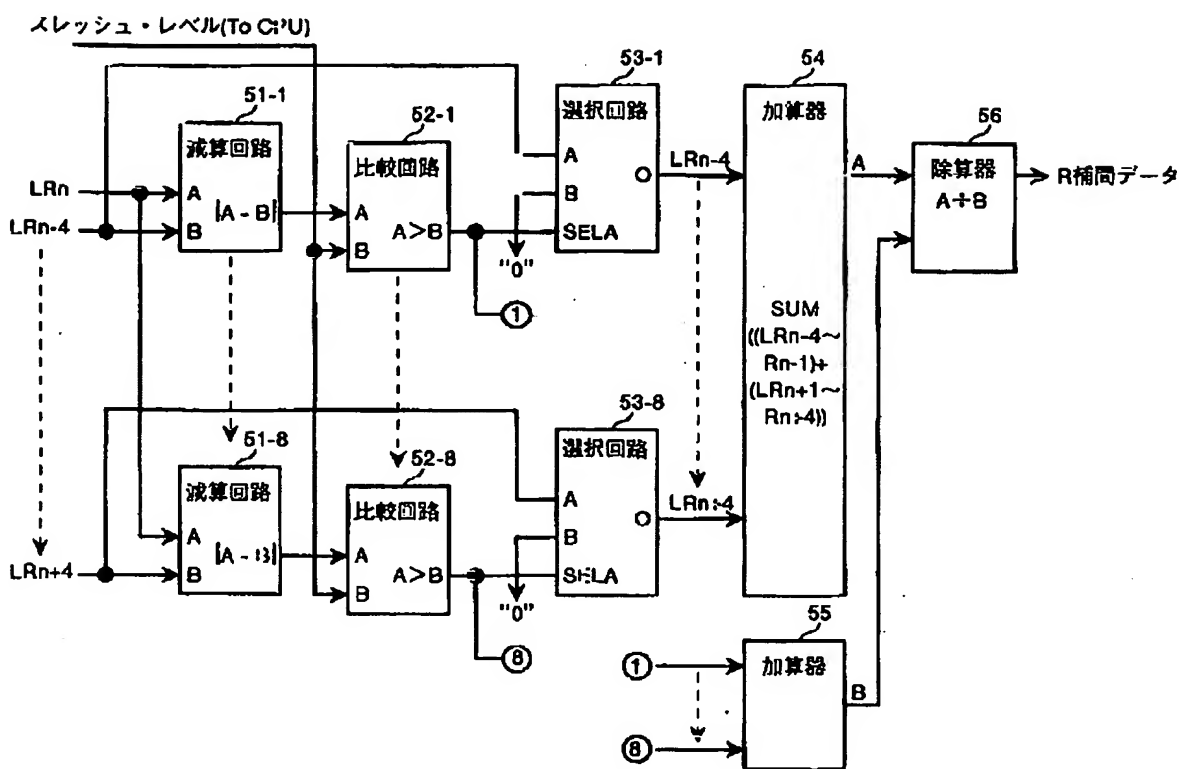 スレッシュ・レベル(To CPU)
51-1
減算回路
A
|A - B|
B
52-1
比較回路
A
A>B
B
53-1
選択回路
A
B
O
SELA
"0"
①
LRn
LRn-4
LRn-4
54
加算器
SUM
((LRn-4~
Rn-1)+
(LRn+1~
Rn+4))
A
56
除算器
A÷B
R補間データ
51-8
減算回路
A
|A - B|
B
52-8
比較回路
A
A>B
B
53-8
選択回路
A
B
O
SELA
"0"
⑧
LRn+4
LRn+4
55
加算器
①
⑧
B